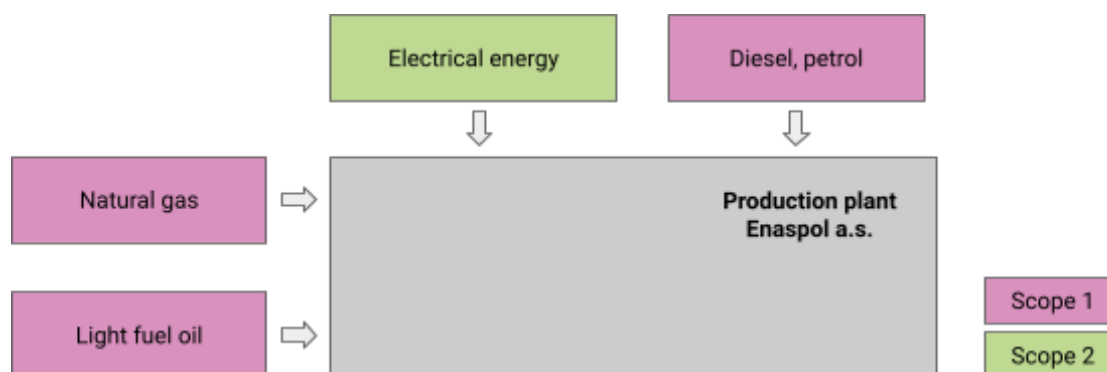 Electrical energy
Diesel, petrol
Natural gas
Production plant
Enaspol a.s.
Light fuel oil
Scope 1
Scope 2